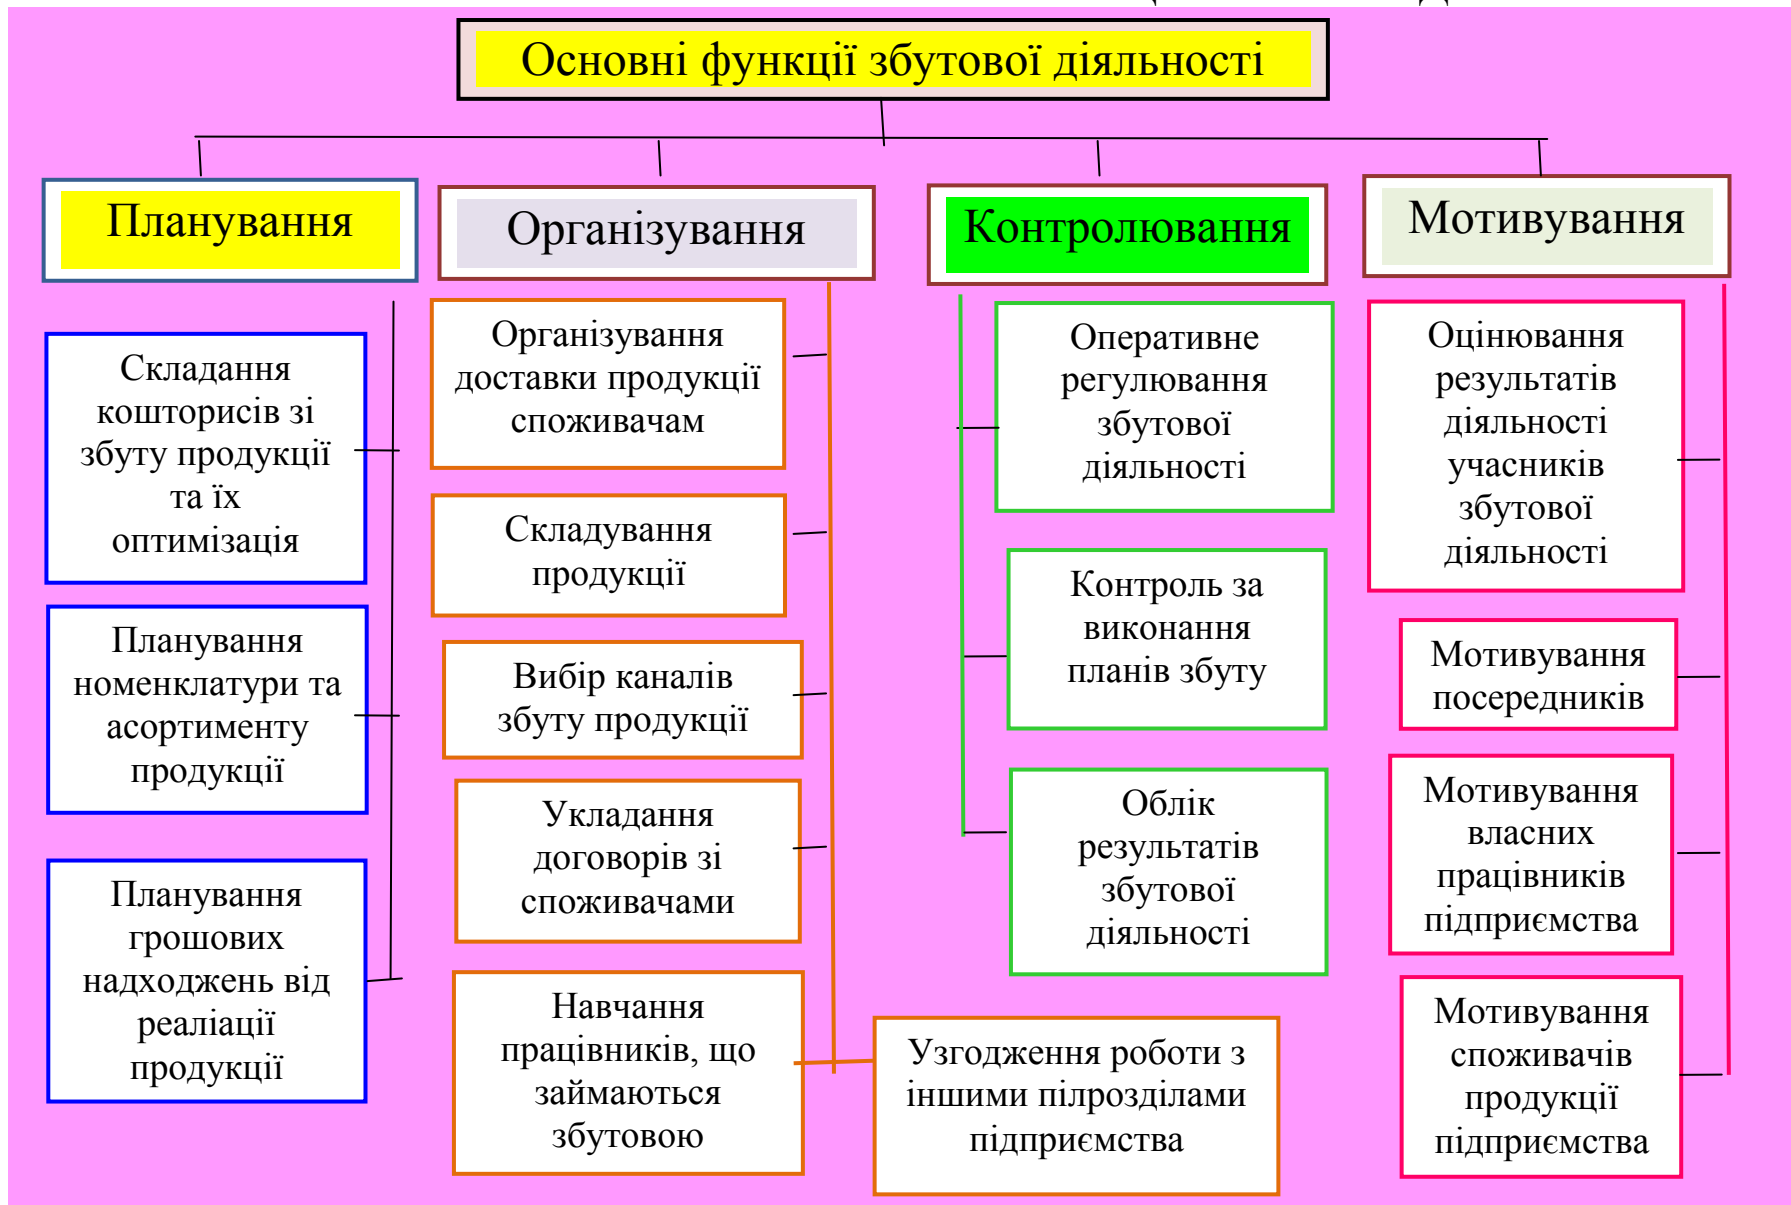 Основні функції збутової діяльності
Планування
Організування
Контролювання
Мотивування
Складання
кошторисів зі
збуту продукції
та їх
оптимізація
Планування
номенклатури та
асортименту
продукції
Планування
грошових
надходжень від
реаліації
продукції
Організування
доставки продукції
споживачам
Складування
продукції
Вибір каналів
збуту продукції
Укладання
договорів зі
споживачами
Навчання
працівників, що
займаються
збутовою
Узгодження роботи з
іншими пілрозділами
підприємства
Оперативне
регулювання
збутової
діяльності
Контроль за
виконання
планів збуту
Облік
результатів
збутової
діяльності
Оцінювання
результатів
діяльності
учасників
збутової
діяльності
Мотивування
посередників
Мотивування
власних
працівників
підприємства
Мотивування
споживачів
продукції
підприємства